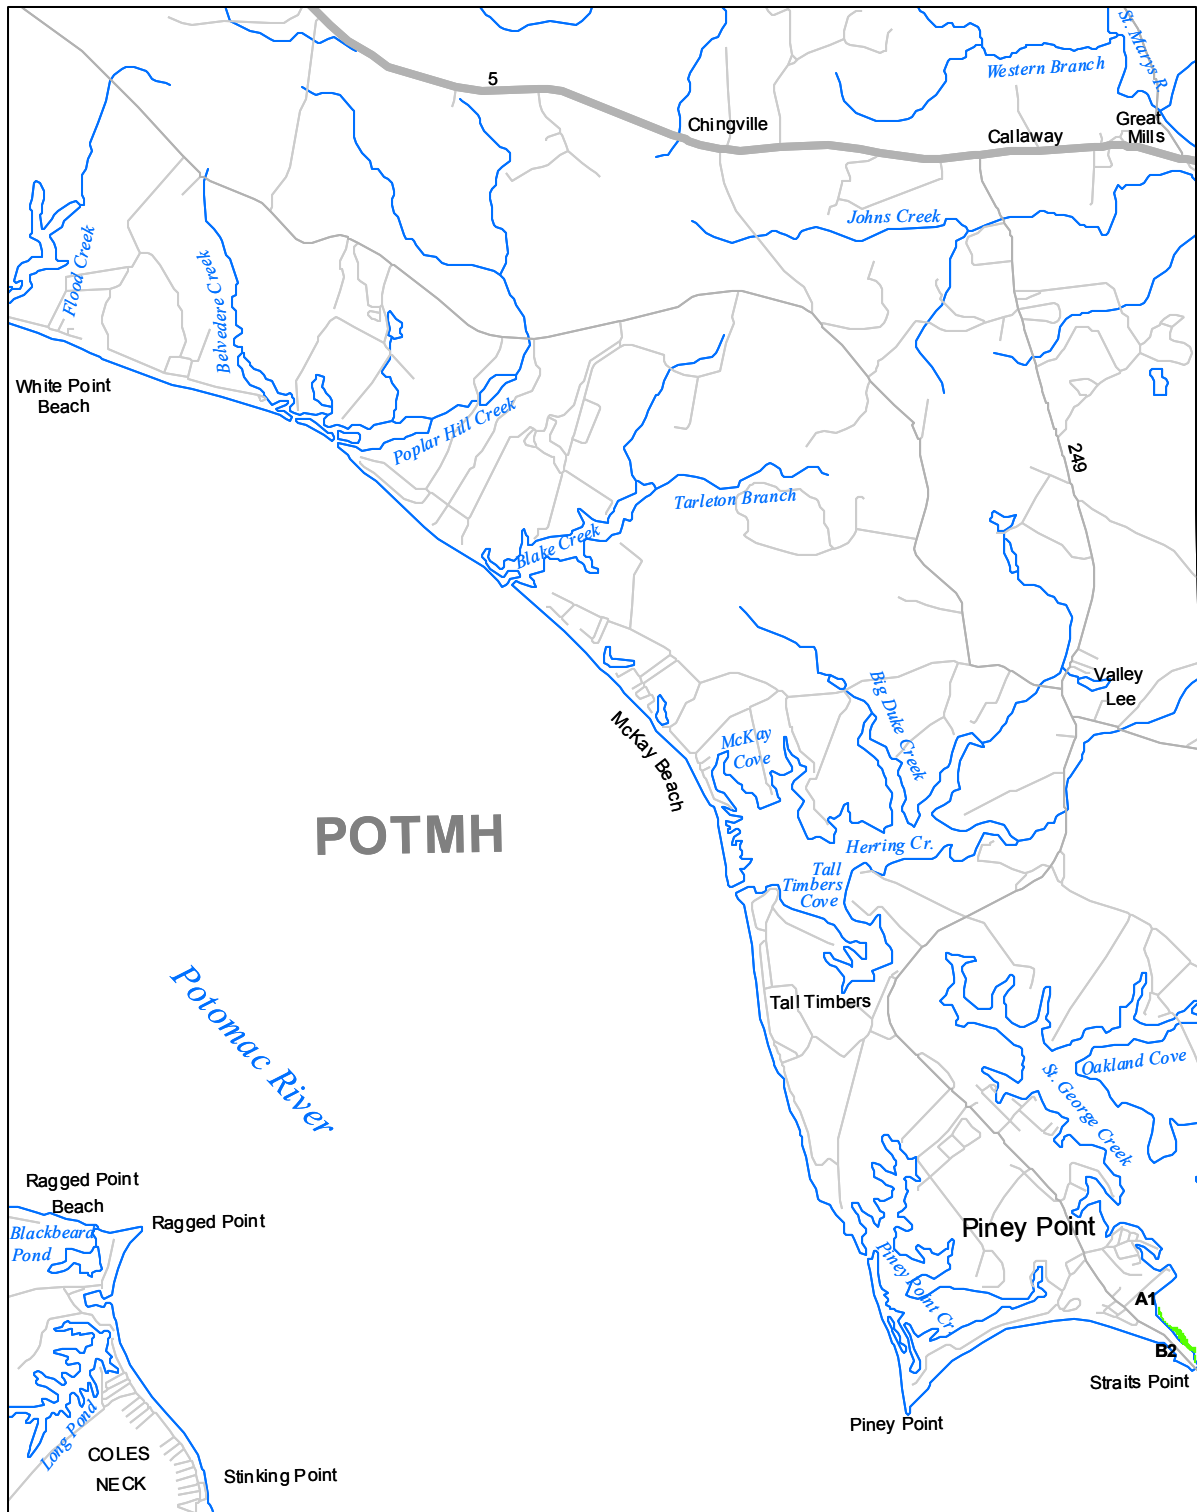 St. Marys R.
Western Branch
5
Chingville
Great
Mills
Callaway
Johns Creek
Flood Creek
Belvedere Creek
White Point
Beach
Poplar Hill Creek
249
Tarleton Branch
Blake Creek
Valley
Lee
Big Duke Creek
McKay Beach
McKay
Cove
POTMH
Herring Cr.
Tall
Timbers
Cove
Potomac River
Tall Timbers
Oakland Cove
St. George Creek
Ragged Point
Beach
Ragged Point
Blackbeard
Pond
Piney Point
Piney Point Cr.
A1
B2
Straits Point
Long Pond
Piney Point
COLES
NECK
Stinking Point